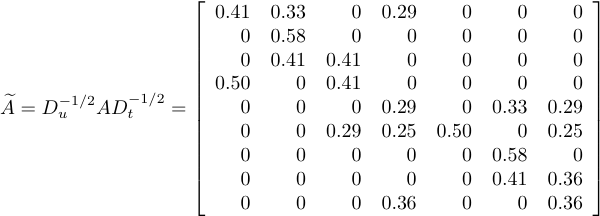 Ã = D_u^{-1/2} A D_t^{-1/2} =
0.41 0.33 0 0.29 0 0 0
0 0.58 0 0 0 0 0
0 0.41 0.41 0 0 0 0
0.50 0 0.41 0 0 0 0
0 0 0 0.29 0 0.33 0.29
0 0 0.29 0.25 0.50 0 0.25
0 0 0 0 0 0.58 0
0 0 0 0 0 0.41 0.36
0 0 0 0.36 0 0 0.36